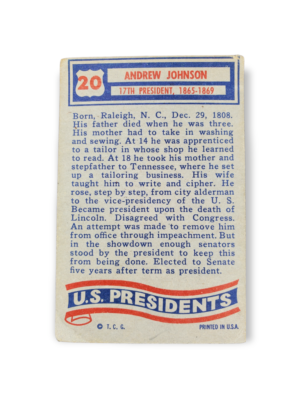 20
ANDREW JOHNSON
17TH PRESIDENT, 1865-1869
Born, Raleigh, N. C., Dec. 29, 1808.
His father died when he was three.
His mother had to take in washing
and sewing. At 14 he was apprenticed
to a tailor in whose shop he learned
to read. At 18 he took his mother and
stepfather to Tennessee, where he set
up a tailoring business. His wife
taught him to write and cipher. He
rose, step by step, from city alderman
to the vice-presidency of the U. S.
Became president upon the death of
Lincoln. Disagreed with Congress.
An attempt was made to remove him
from office through impeachment. But
in the showdown enough senators
stood by the president to keep this
from being done. Elected to Senate
five years after term as president.
U.S. PRESIDENTS
© T. C. G.
PRINTED IN U.S.A.